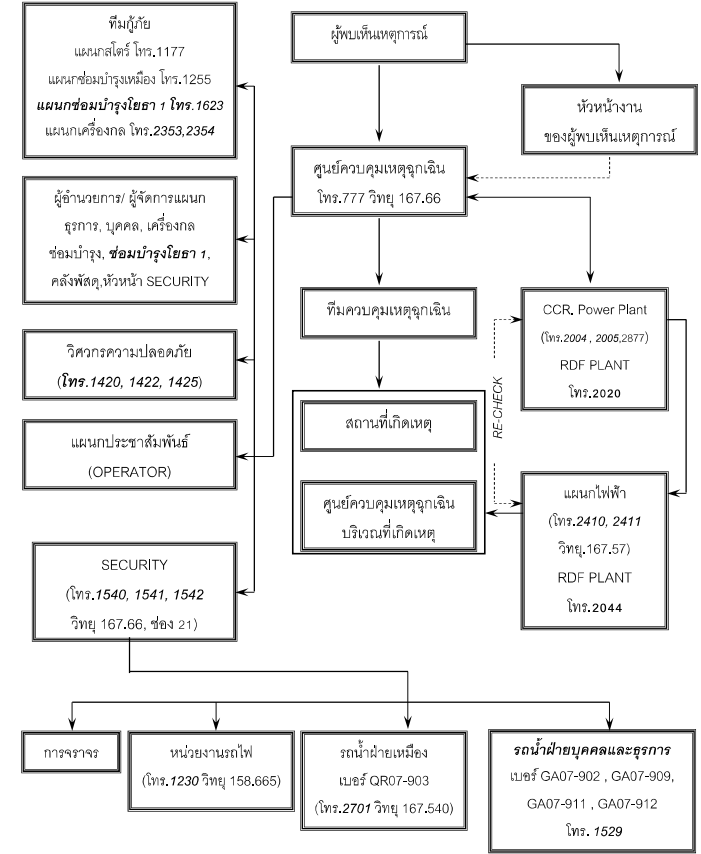 ทีมกู้ภัย
แผนกสโตร์ โทร.1177
แผนกซ่อมบำรุงเหมือง โทร.1255
แผนกซ่อมบำรุงโยธา 1 โทร.1623
แผนกเครื่องกล โทร.2353,2354
ผู้พบเห็นเหตุการณ์
หัวหน้างาน
ของผู้พบเห็นเหตุการณ์
ศูนย์ควบคุมเหตุฉุกเฉิน
โทร.777 วิทยุ 167.66
ผู้อำนวยการ/ ผู้จัดการแผนก
ธุรการ, บุคคล, เครื่องกล
ซ่อมบำรุง, ซ่อมบำรุงโยธา 1,
คลังพัสดุ,หัวหน้า SECURITY
ทีมควบคุมเหตุฉุกเฉิน
CCR. Power Plant
(โทร.2004 , 2005,2877)
RDF PLANT
โทร.2020
วิศวกรความปลอดภัย
(โทร.1420, 1422, 1425)
RE-CHECK
สถานที่เกิดเหตุ
แผนกประชาสัมพันธ์
(OPERATOR)
ศูนย์ควบคุมเหตุฉุกเฉิน
บริเวณที่เกิดเหตุ
แผนกไฟฟ้า
(โทร.2410, 2411
วิทยุ.167.57)
RDF PLANT
โทร.2044
SECURITY
(โทร.1540, 1541, 1542
วิทยุ 167.66, ช่อง 21)
การจราจร
หน่วยงานรถไฟ
(โทร.1230 วิทยุ 158.665)
รถน้ำฝ่ายเหมือง
เบอร์ QR07-903
(โทร.2701 วิทยุ 167.540)
รถน้ำฝ่ายบุคคลและธุรการ
เบอร์ GA07-902 , GA07-909,
GA07-911 , GA07-912
โทร. 1529